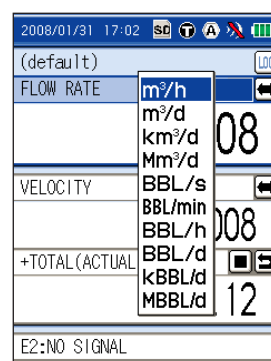 2008/01/31 17:02 SD T A
(default) LOC
FLOW RATE
m³/h
m³/d
km³/d
Mm³/d
BBL/s
BBL/min
BBL/h
BBL/d
kBBL/d
MBBL/d
08
VELOCITY
008
+TOTAL(ACTUAL
12
E2:NO SIGNAL